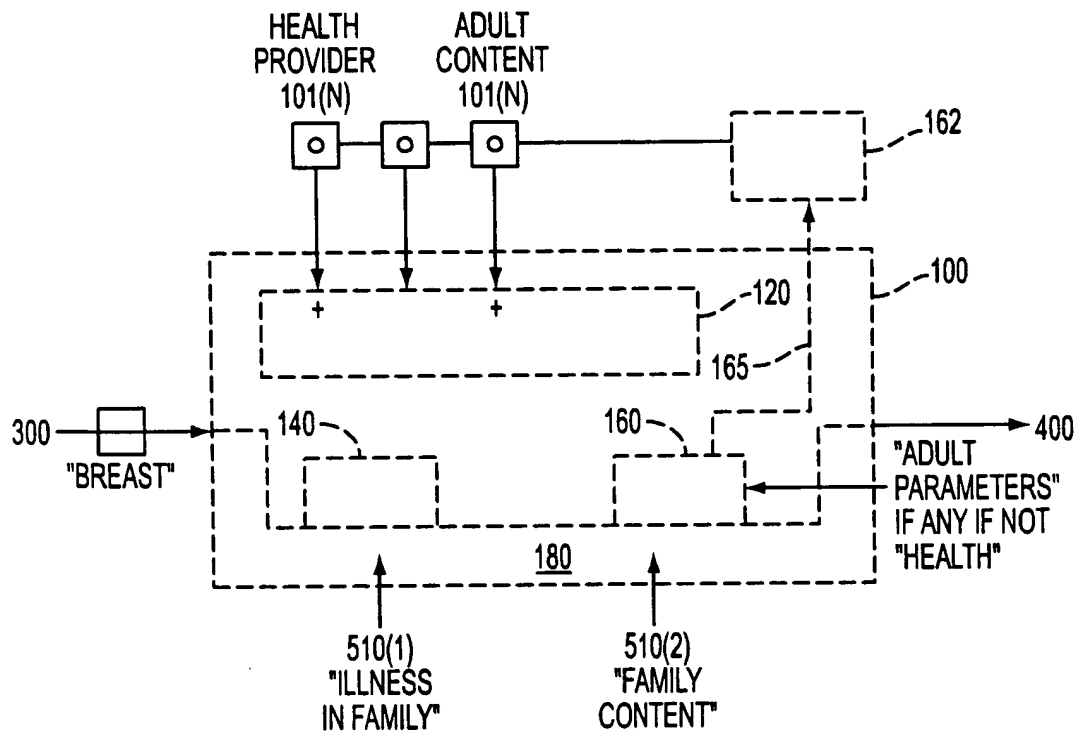 HEALTH
PROVIDER
101(N)
ADULT
CONTENT
101(N)
162
+
+
120
100
165
300
"BREAST"
140
160
400
"ADULT
PARAMETERS"
IF ANY IF NOT
"HEALTH"
180
510(1)
"ILLNESS
IN FAMILY"
510(2)
"FAMILY
CONTENT"